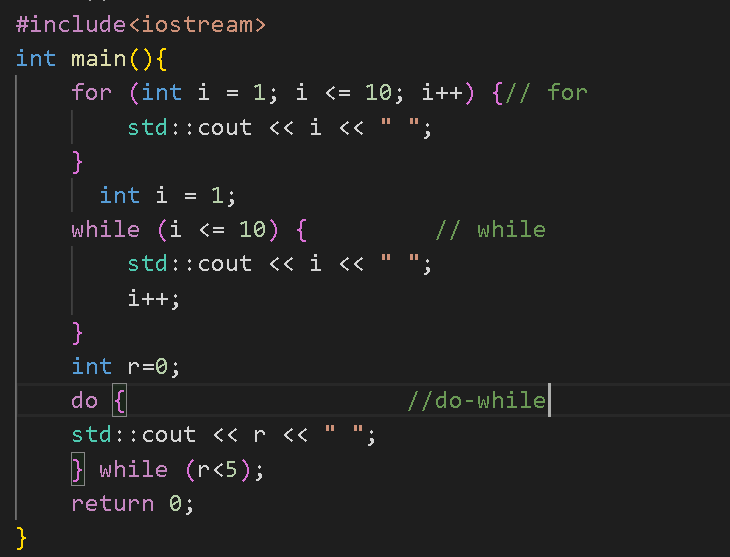 #include<iostream>
int main(){
    for (int i = 1; i <= 10; i++) {// for
        std::cout << i << " ";
    }
      int i = 1;
    while (i <= 10) {         // while
        std::cout << i << " ";
        i++;
    }
    int r=0;
    do {                    //do-while
    std::cout << r << " ";
    } while (r<5);
    return 0;
}